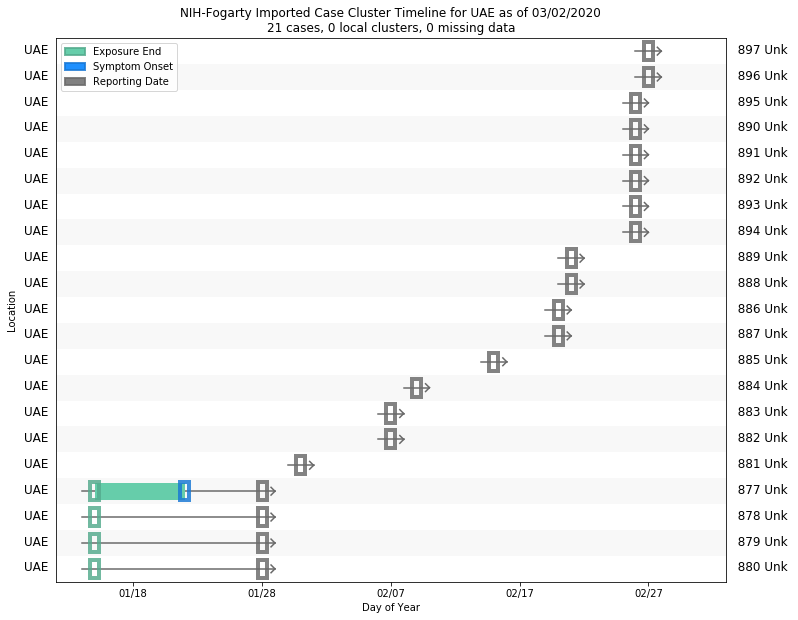 NIH-Fogarty Imported Case Cluster Timeline for UAE as of 03/02/2020
21 cases, 0 local clusters, 0 missing data
Exposure End
Symptom Onset
Reporting Date
UAE 897 Unk
UAE 896 Unk
UAE 895 Unk
UAE 890 Unk
UAE 891 Unk
UAE 892 Unk
UAE 893 Unk
UAE 894 Unk
UAE 889 Unk
UAE 888 Unk
UAE 886 Unk
UAE 887 Unk
UAE 885 Unk
UAE 884 Unk
UAE 883 Unk
UAE 882 Unk
UAE 881 Unk
UAE 877 Unk
UAE 878 Unk
UAE 879 Unk
UAE 880 Unk
Location
01/18 01/28 02/07 02/17 02/27
Day of Year